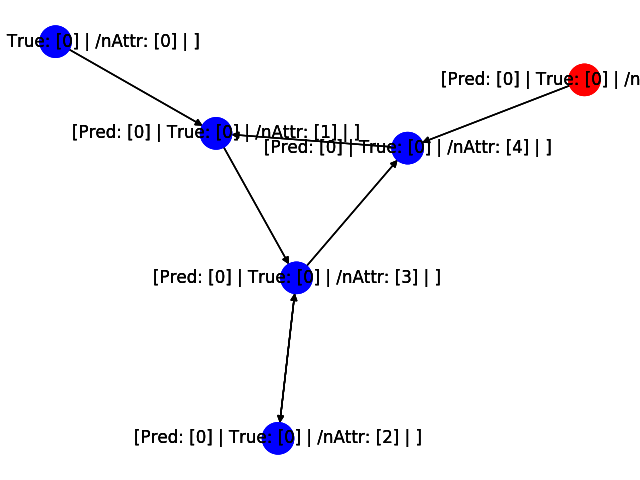 True: [0] | /nAttr: [0] | ]
[Pred: [0] | True: [0] | /n
[Pred: [0] | True: [0] | /nAttr: [1] | ]
[Pred: [0] | True: [0] | /nAttr: [4] | ]
[Pred: [0] | True: [0] | /nAttr: [3] | ]
[Pred: [0] | True: [0] | /nAttr: [2] | ]